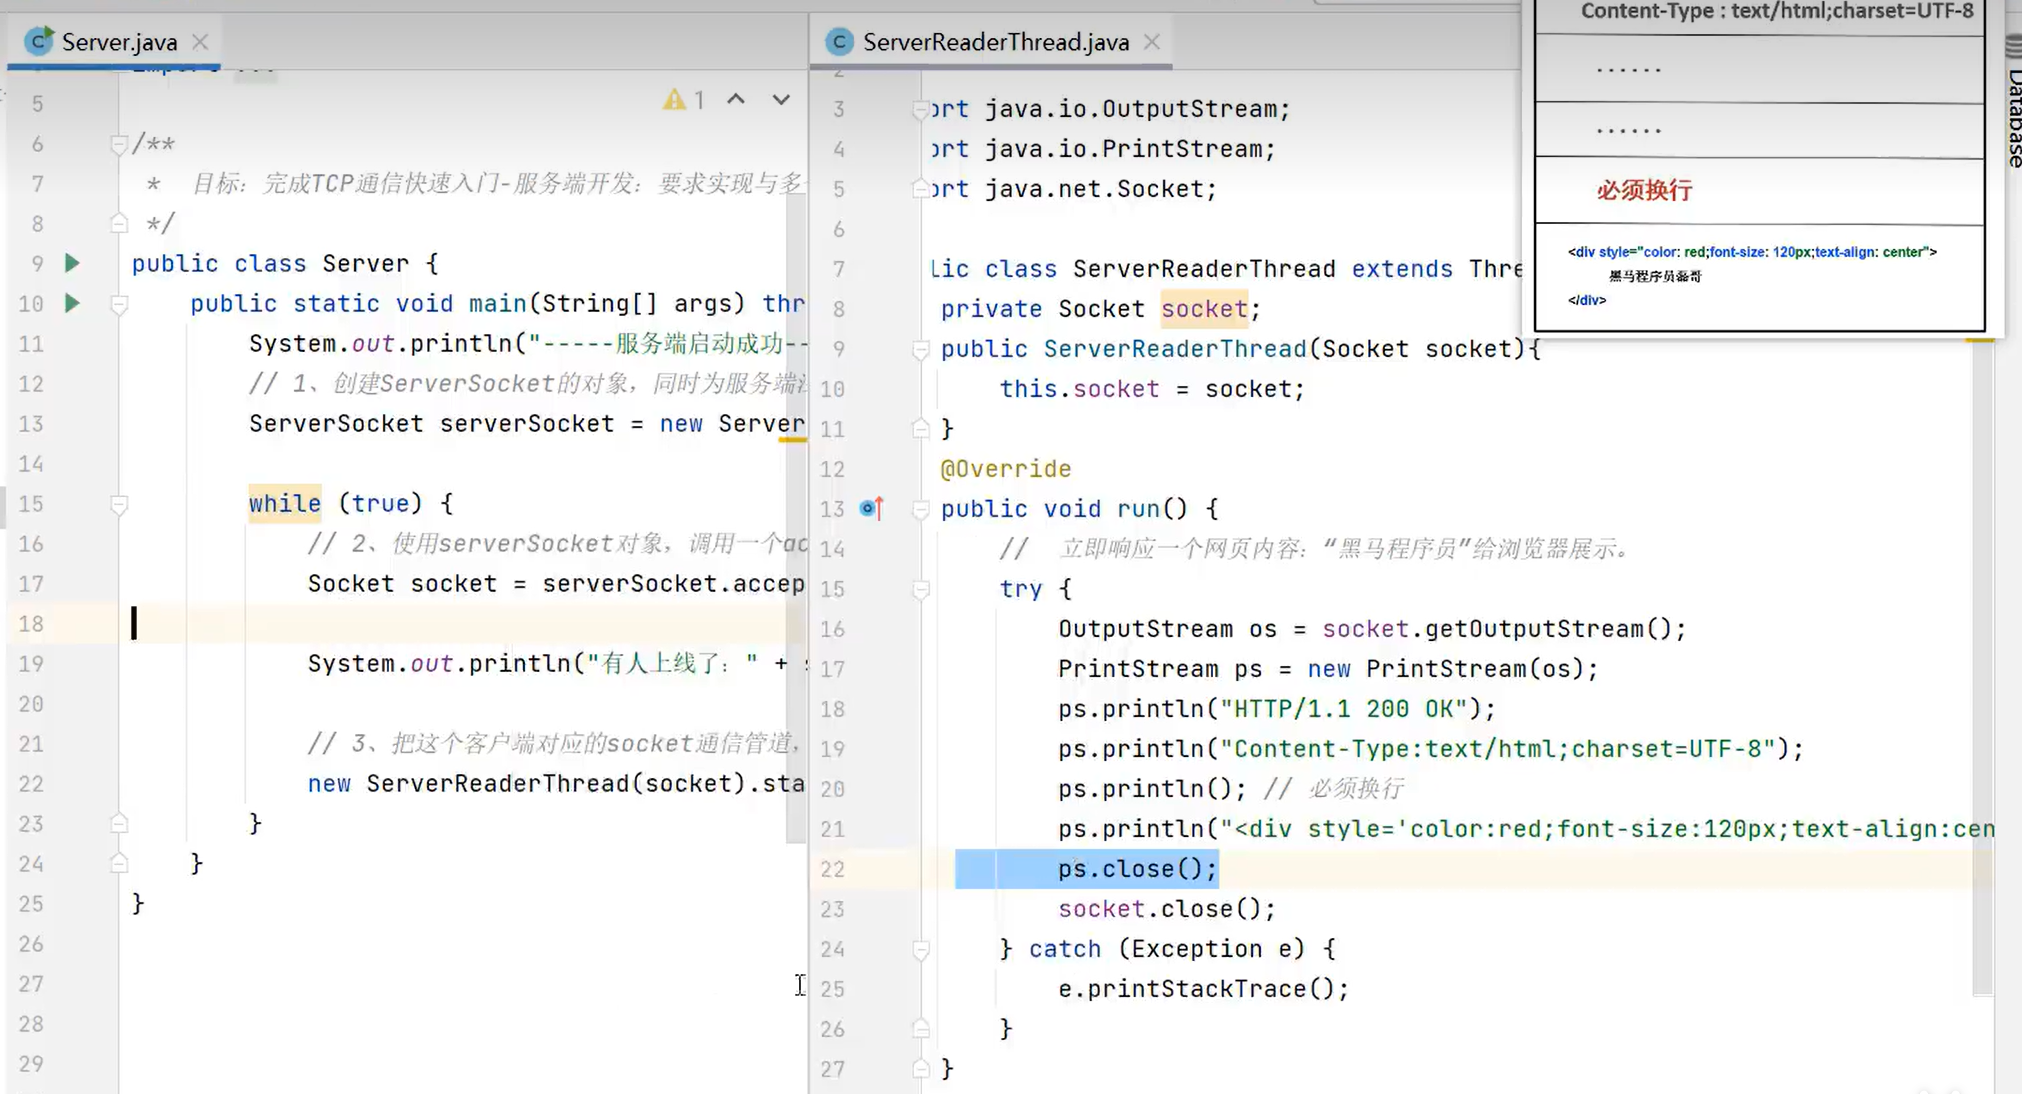 Server.java
5
6 /**
7 * 目标：完成TCP通信快速入门-服务端开发：要求实现与多
8 */
9 public class Server {
10 public static void main(String[] args) thr
11 System.out.println("-----服务端启动成功--
12 // 1、创建ServerSocket的对象，同时为服务端
13 ServerSocket serverSocket = new Server
14
15 while (true) {
16 // 2、使用serverSocket对象，调用一个ac
17 Socket socket = serverSocket.accep
18
19 System.out.println("有人上线了：" +
20
21 // 3、把这个客户端对应的socket通信管道，
22 new ServerReaderThread(socket).sta
23 }
24 }
25 }
26
27
28
29
1
ServerReaderThread.java
2
3 ort java.io.OutputStream;
4 ort java.io.PrintStream;
5 ort java.net.Socket;
6
7 lic class ServerReaderThread extends Thre
8 private Socket socket;
9 public ServerReaderThread(Socket socket){
10 this.socket = socket;
11 }
12 @Override
13 public void run() {
14 // 立即响应一个网页内容：“黑马程序员”给浏览器展示。
15 try {
16 OutputStream os = socket.getOutputStream();
17 PrintStream ps = new PrintStream(os);
18 ps.println("HTTP/1.1 200 OK");
19 ps.println("Content-Type:text/html;charset=UTF-8");
20 ps.println(); // 必须换行
21 ps.println("<div style='color:red;font-size:120px;text-align:cen
22 ps.close();
23 socket.close();
24 } catch (Exception e) {
25 e.printStackTrace();
26 }
27 }
Content-Type : text/html;charset=UTF-8
······
······
必须换行
<div style="color: red;font-size: 120px;text-align: center">
黑马程序员磊哥
</div>
Database